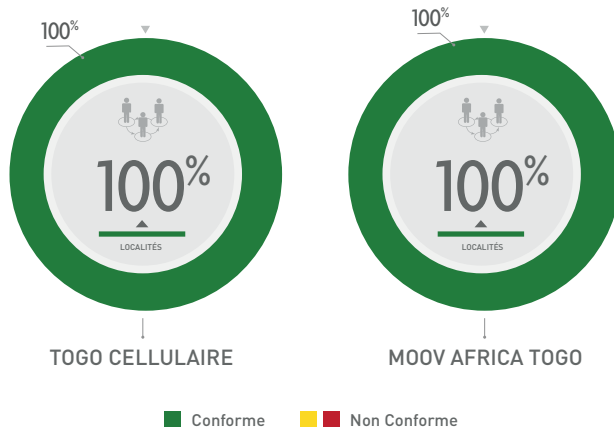 100%
100%
LOCALITÉS
TOGO CELLULAIRE
100%
100%
LOCALITÉS
MOOV AFRICA TOGO
Conforme
Non Conforme